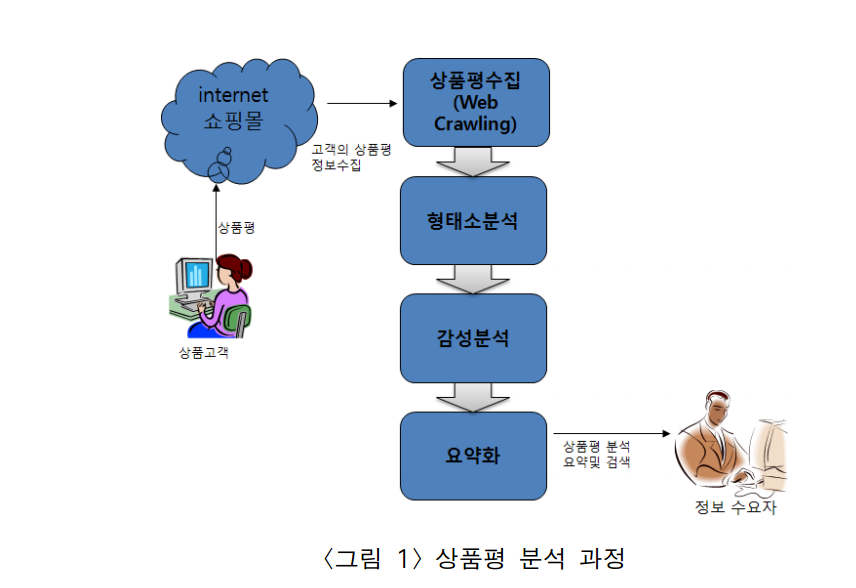 internet
쇼핑몰
상품평수집
(Web
Crawling)
고객의 상품평
정보수집
상품평
상품고객
형태소분석
감성분석
요약화
상품평 분석
요약및 검색
정보 수요자
〈그림 1〉 상품평 분석 과정